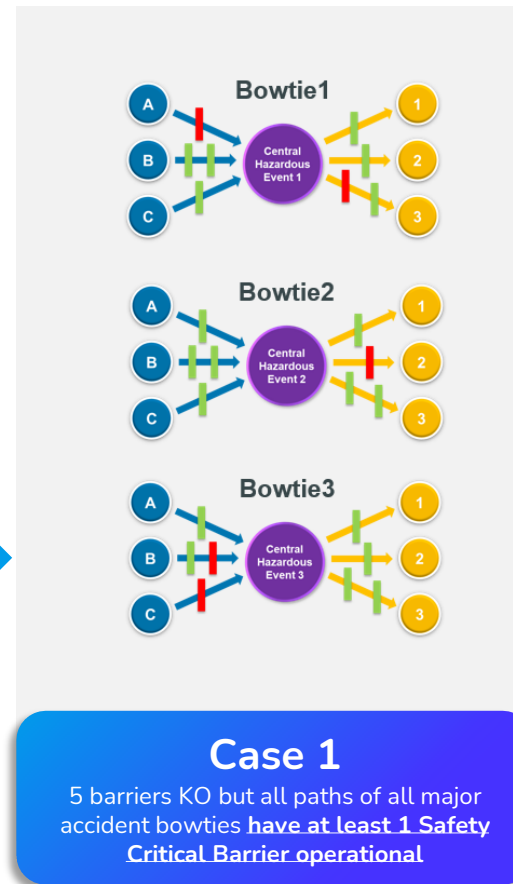 Bowtie1
A
B
C
Central
Hazardous
Event 1
1
2
3
Bowtie2
A
B
C
Central
Hazardous
Event 2
1
2
3
Bowtie3
A
B
C
Central
Hazardous
Event 3
1
2
3
Case 1
5 barriers KO but all paths of all major
accident bowties have at least 1 Safety
Critical Barrier operational